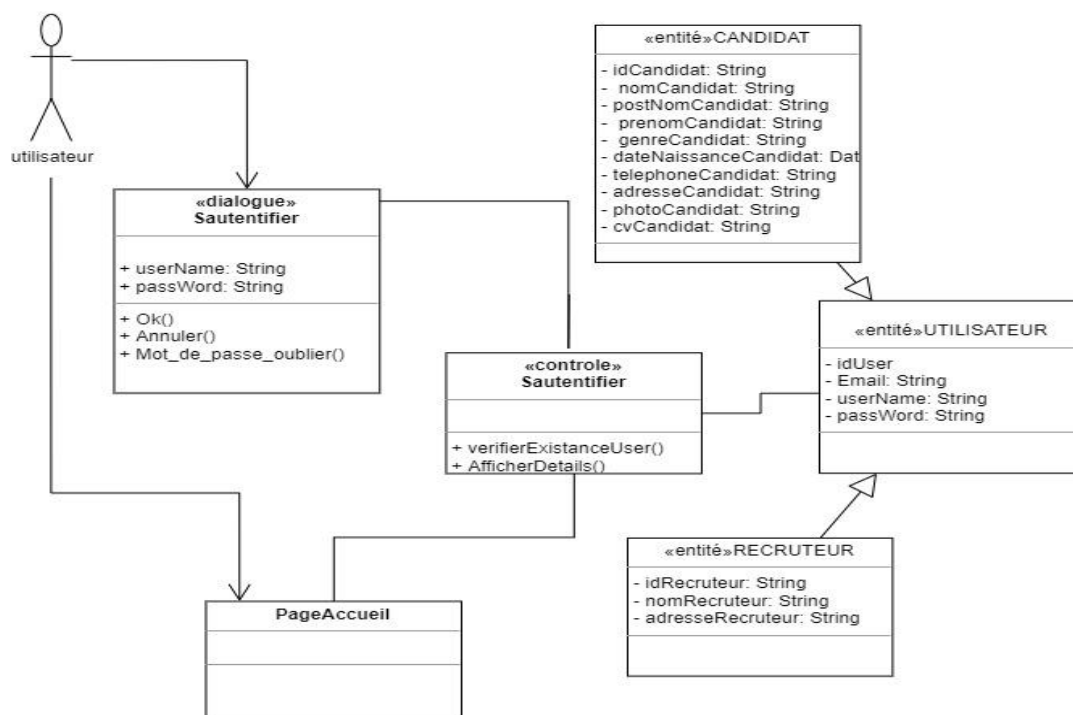 utilisateur
«dialogue»
Sautentifier
+ userName: String
+ passWord: String
+ Ok()
+ Annuler()
+ Mot_de_passe_oublier()
«entité»CANDIDAT
- idCandidat: String
- nomCandidat: String
- postNomCandidat: String
- prenomCandidat: String
- genreCandidat: String
- dateNaissanceCandidat: Dat
- telephoneCandidat: String
- adresseCandidat: String
- photoCandidat: String
- cvCandidat: String
«entité»UTILISATEUR
- idUser
- Email: String
- userName: String
- passWord: String
«controle»
Sautentifier
+ verifierExistanceUser()
+ AfficherDetails()
«entité»RECRUTEUR
- idRecruteur: String
- nomRecruteur: String
- adresseRecruteur: String
PageAccueil